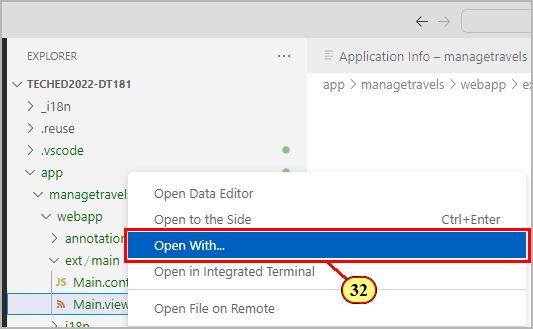 EXPLORER
TECHED2022-DT181
_i18n
.reuse
.vscode
app
managetravels
webapp
annotation
ext/main
JS Main.cont
Main.view
i18n
Application Info – managetravels
app > managetravels > webapp > ex
Open Data Editor
Open to the Side Ctrl+Enter
Open With...
Open in Integrated Terminal
32
Open File on Remote